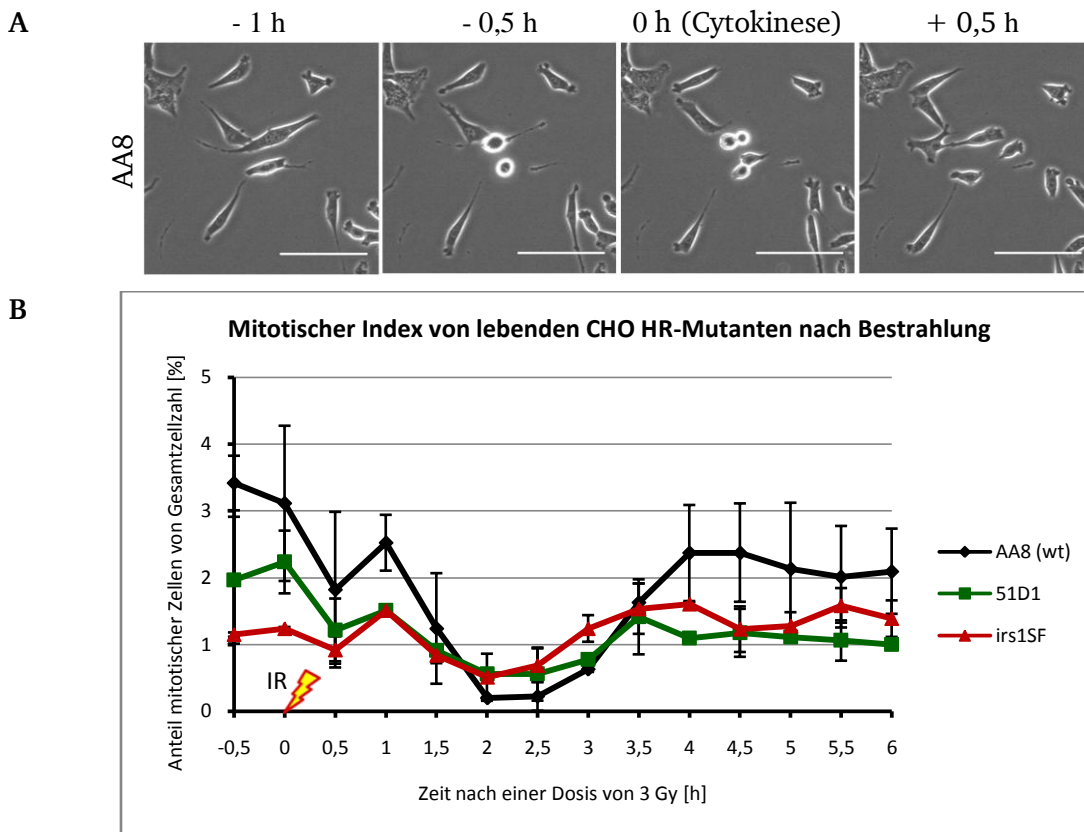 A
- 1 h - 0,5 h 0 h (Cytokinese) + 0,5 h
AA8
B
Mitotischer Index von lebenden CHO HR-Mutanten nach Bestrahlung
Anteil mitotischer Zellen von Gesamtzellzahl [%]
5
4
3
2
1
0
IR
-0,5 0 0,5 1 1,5 2 2,5 3 3,5 4 4,5 5 5,5 6
Zeit nach einer Dosis von 3 Gy [h]
AA8 (wt)
51D1
irs1SF